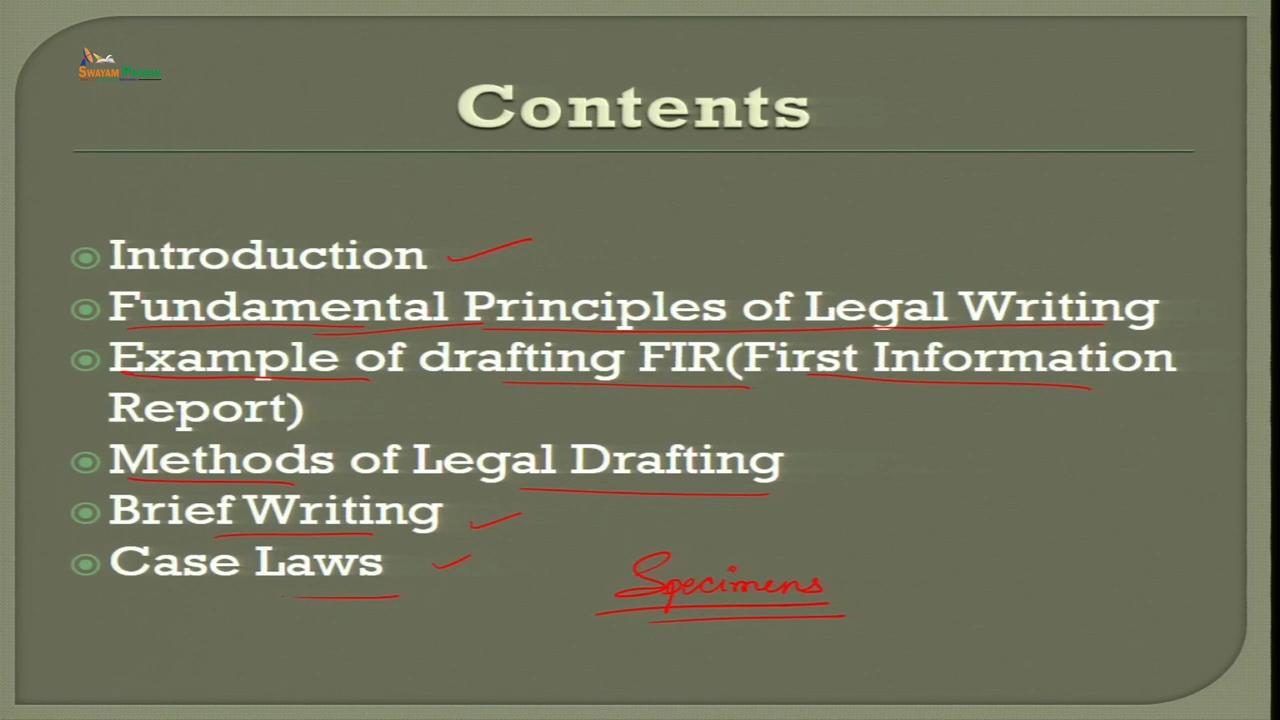 SWAYAM PRABHA
Contents
Introduction
Fundamental Principles of Legal Writing
Example of drafting FIR(First Information
Report)
Methods of Legal Drafting
Brief Writing
Case Laws
Specimens